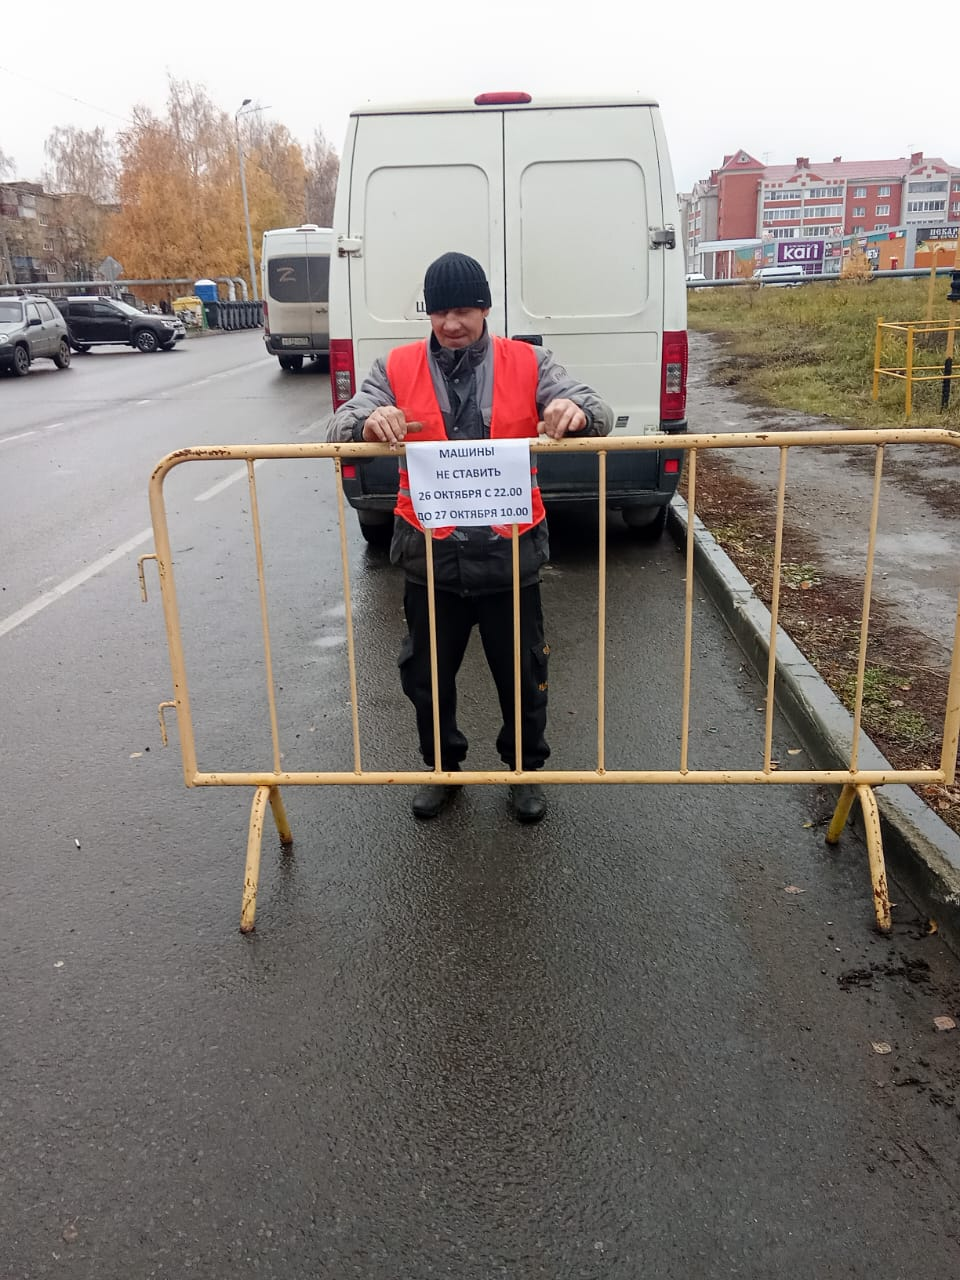 МАШИНЫ
НЕ СТАВИТЬ
26 ОКТЯБРЯ С 22.00
ДО 27 ОКТЯБРЯ 10.00
Z
kari